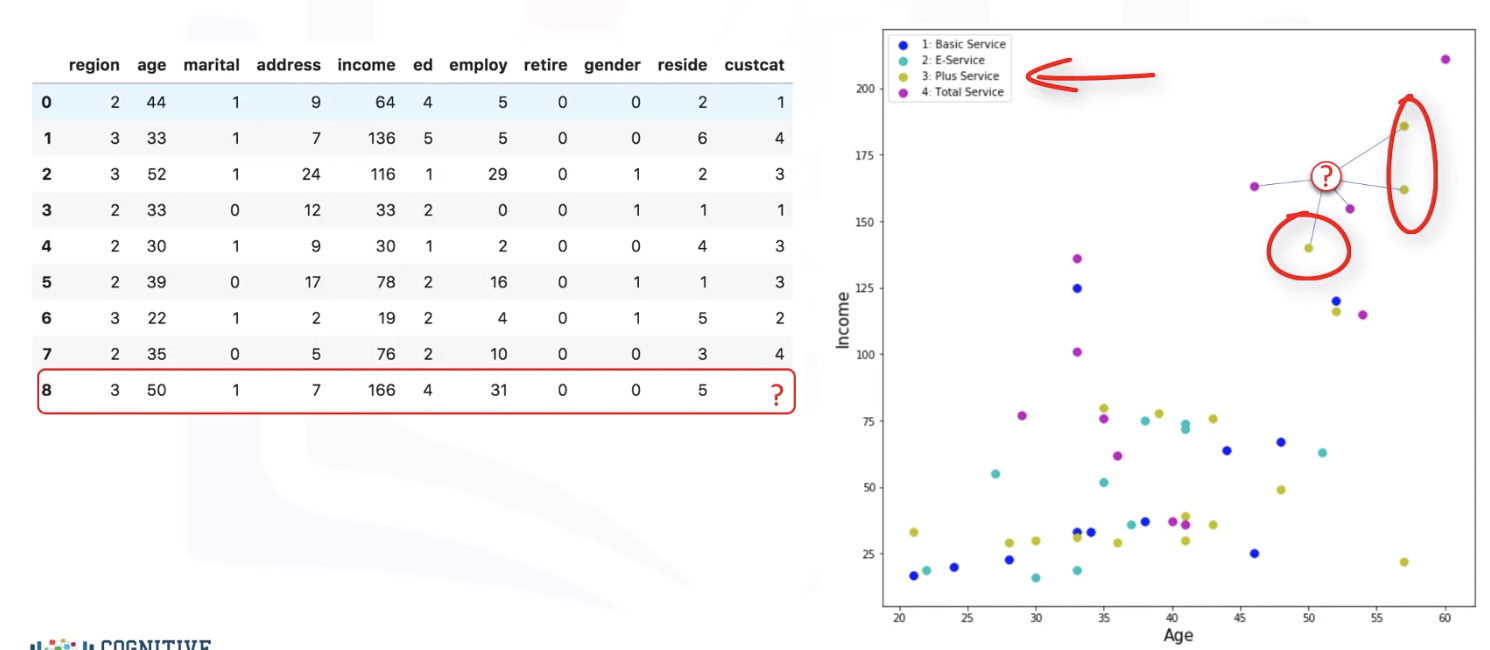 region age marital address income ed employ retire gender reside custcat
0 2 44 1 9 64 4 5 0 0 2 1
1 3 33 1 7 136 5 5 0 0 6 4
2 3 52 1 24 116 1 29 0 1 2 3
3 2 33 0 12 33 2 0 0 1 1 1
4 2 30 1 9 30 1 2 0 0 4 3
5 2 39 0 17 78 2 16 0 1 1 3
6 3 22 1 2 19 2 4 0 1 5 2
7 2 35 0 5 76 2 10 0 0 3 4
8 3 50 1 7 166 4 31 0 0 5 ?
COGNITIVE
1: Basic Service
2: E-Service
3: Plus Service
4: Total Service
?
200
175
150
125
100
75
50
25
Income
20 25 30 35 40 45 50 55 60
Age